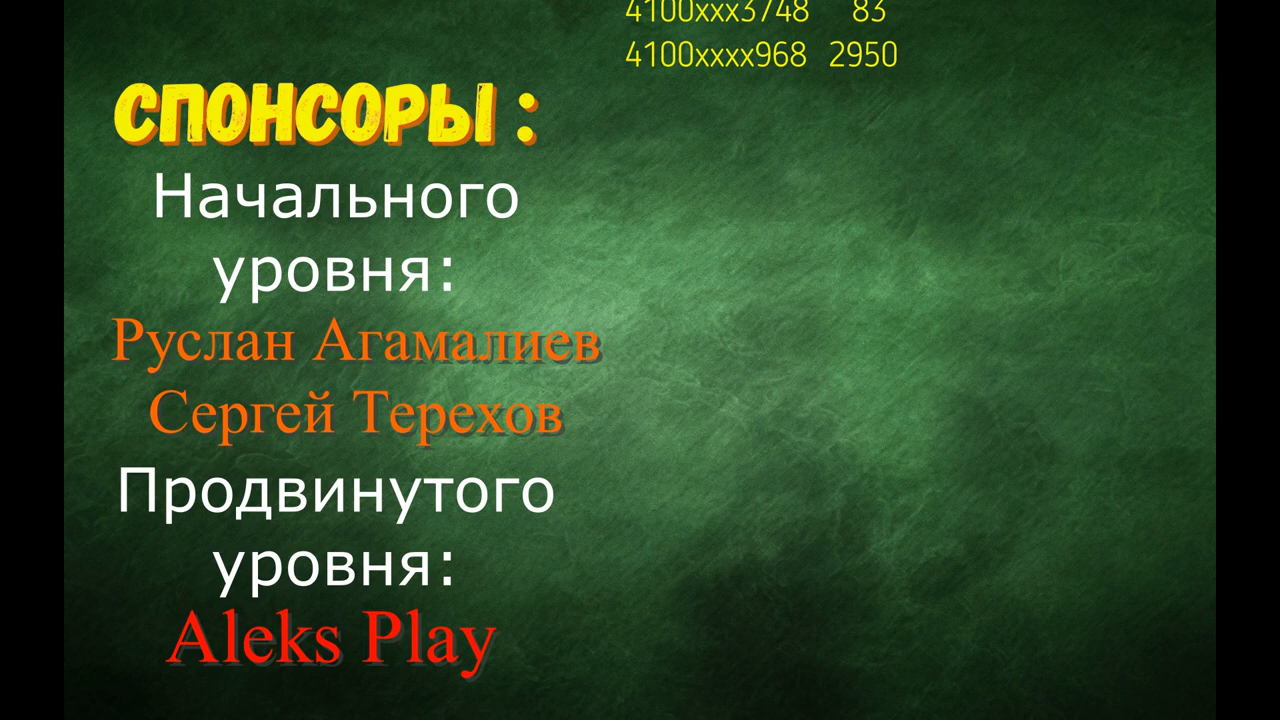 4100xxx3748 83
4100xxxx968 2950
СПОНСОРЫ :
Начального
уровня:
Руслан Агамалиев
Сергей Терехов
Продвинутого
уровня:
Aleks Play